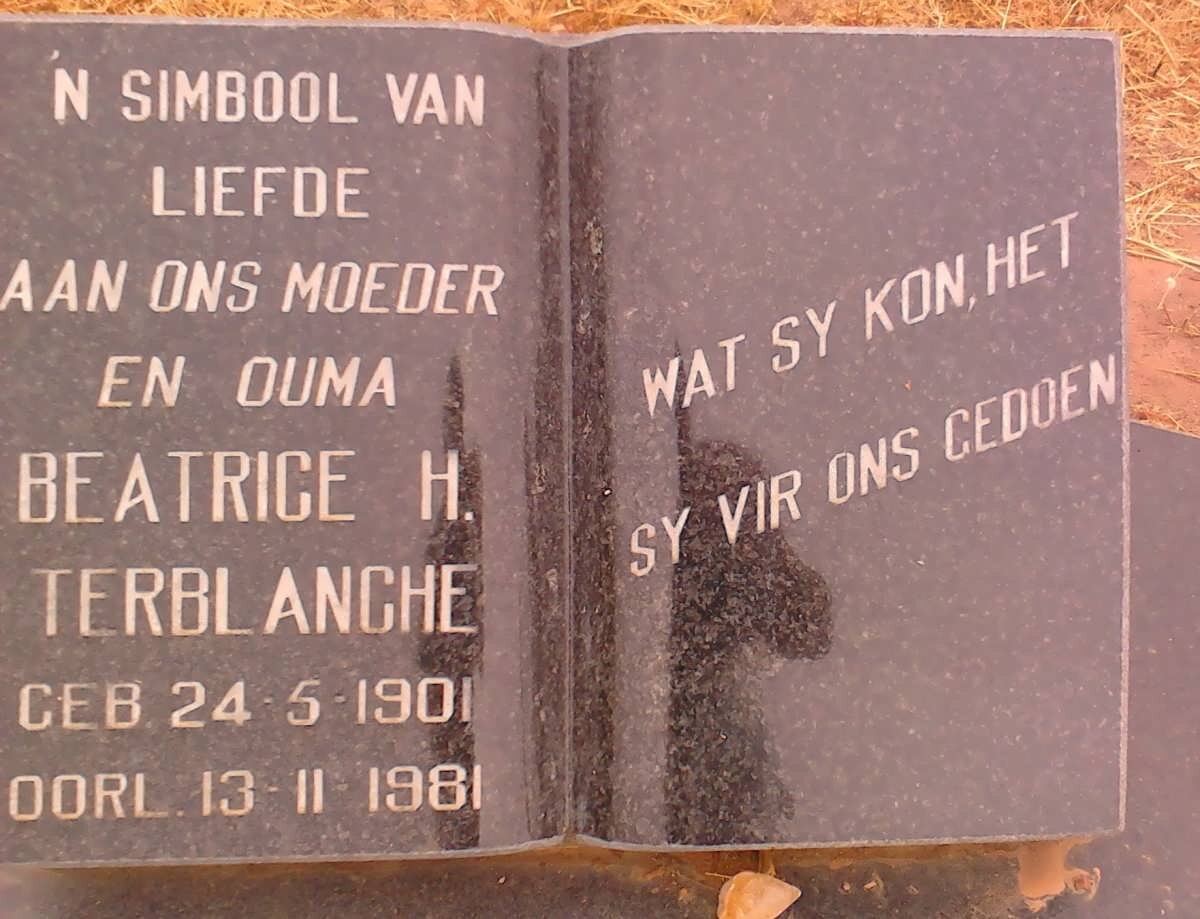 'N SIMBOOL VAN
LIEFDE
AAN ONS MOEDER
EN OUMA
BEATRICE H.
TERBLANCHE
GEB 24-5-1901
OORL. 13-11-1981
WAT SY KON, HET
SY VIR ONS GEDOEN